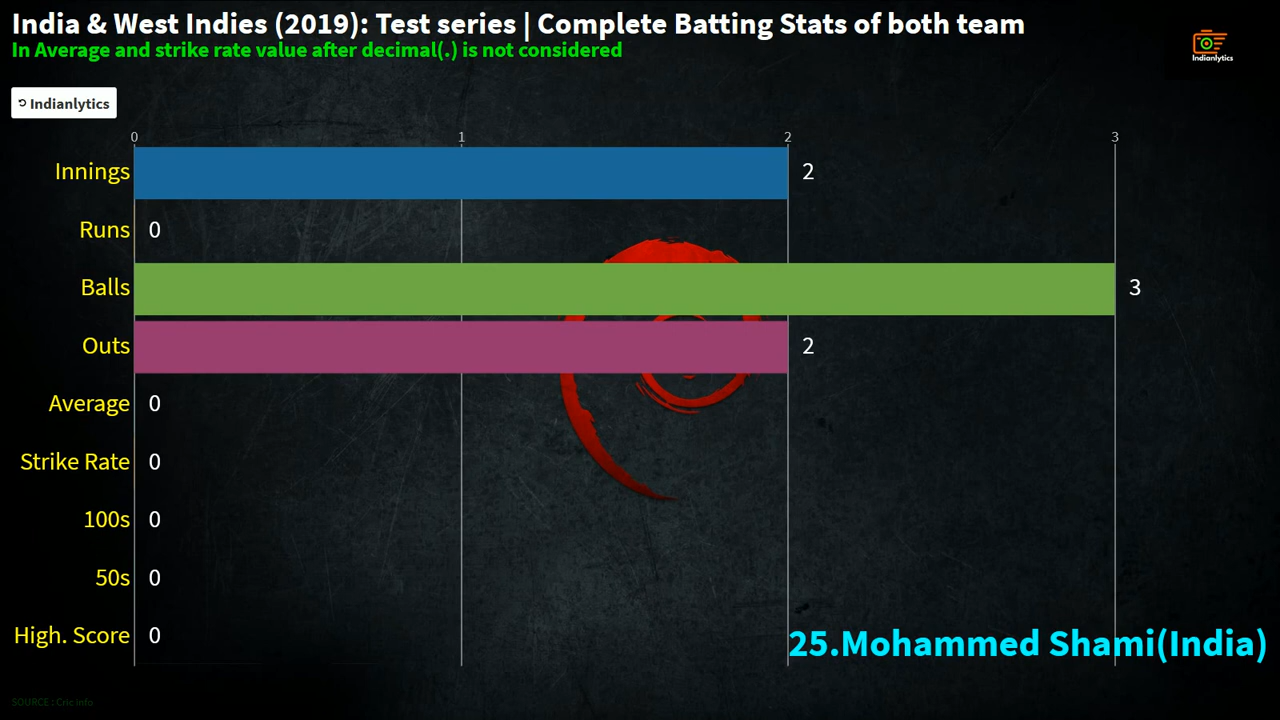 India & West Indies (2019): Test series | Complete Batting Stats of both team
In Average and strike rate value after decimal(.) is not considered
Indianlytics
Indianlytics
0 1 2 3
Innings 2
Runs 0
Balls 3
Outs 2
Average 0
Strike Rate 0
100s 0
50s 0
High. Score 0
25.Mohammed Shami(India)
SOURCE : Cric info